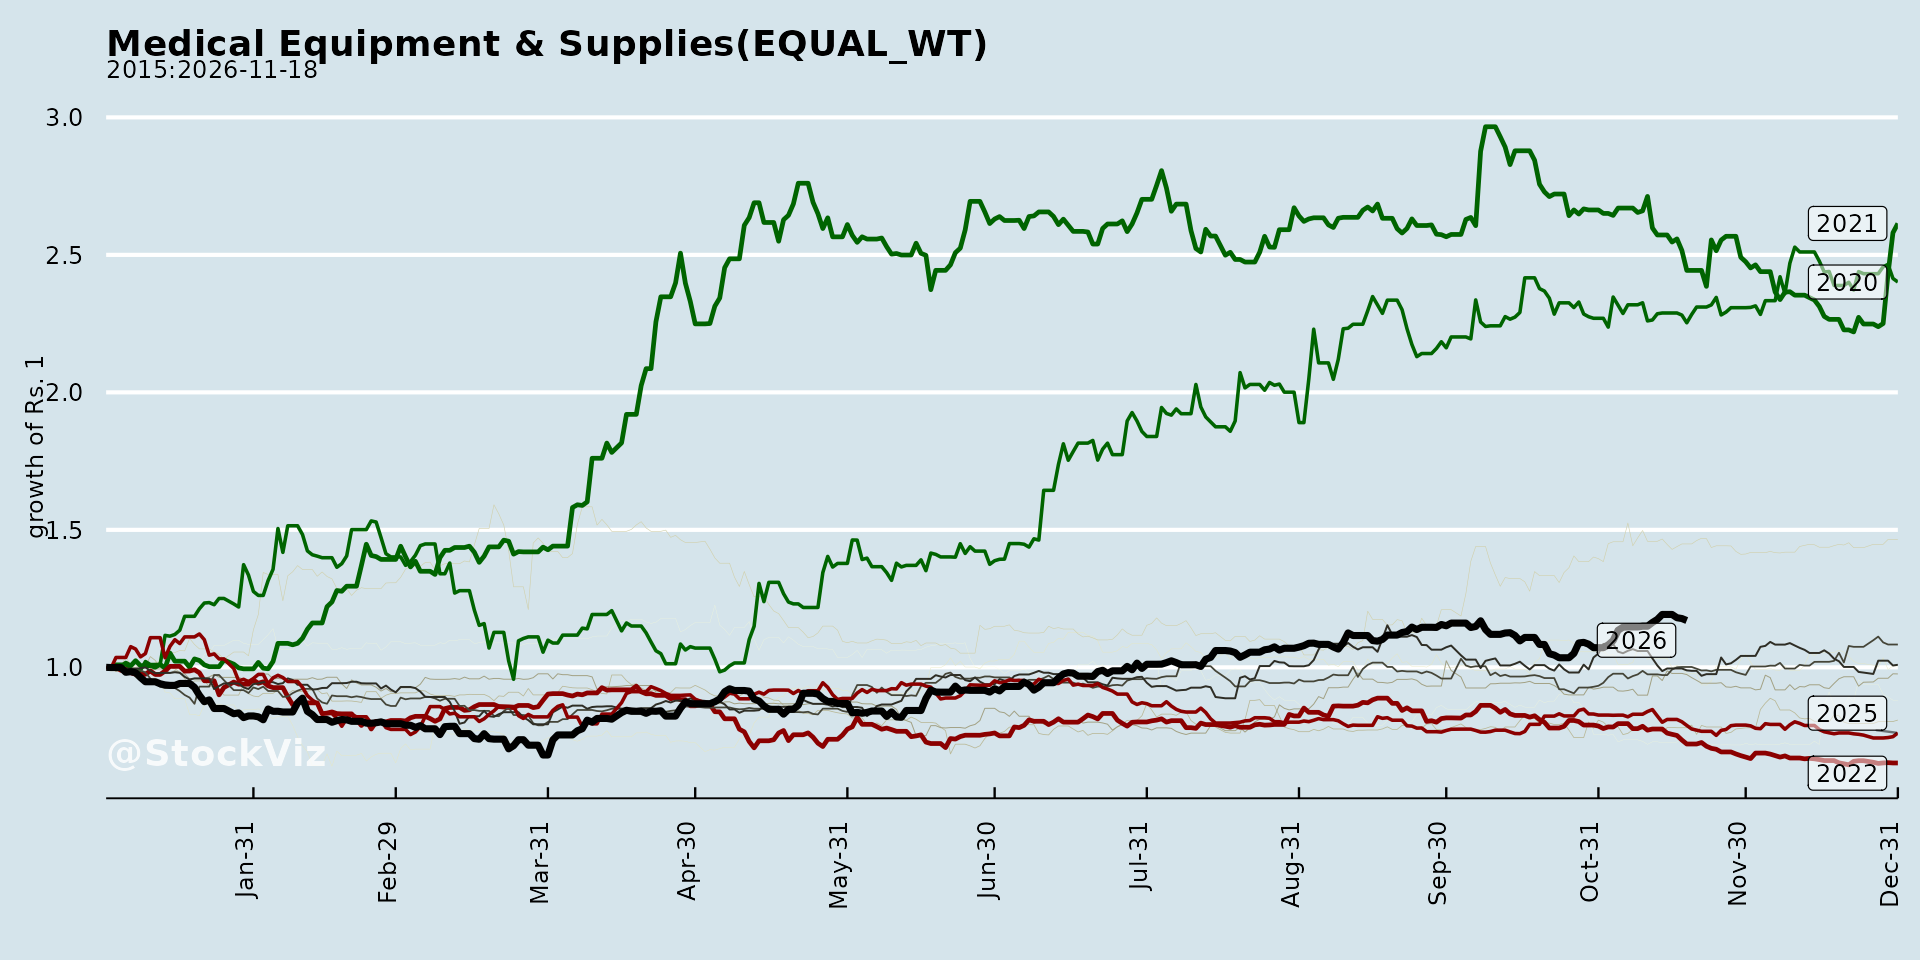 Medical Equipment & Supplies(EQUAL_WT)
2015:2026-11-18
growth of Rs. 1
3.0
2.5
2.0
1.5
1.0
2021
2020
2026
2025
2022
@StockViz
Jan-31
Feb-29
Mar-31
Apr-30
May-31
Jun-30
Jul-31
Aug-31
Sep-30
Oct-31
Nov-30
Dec-31